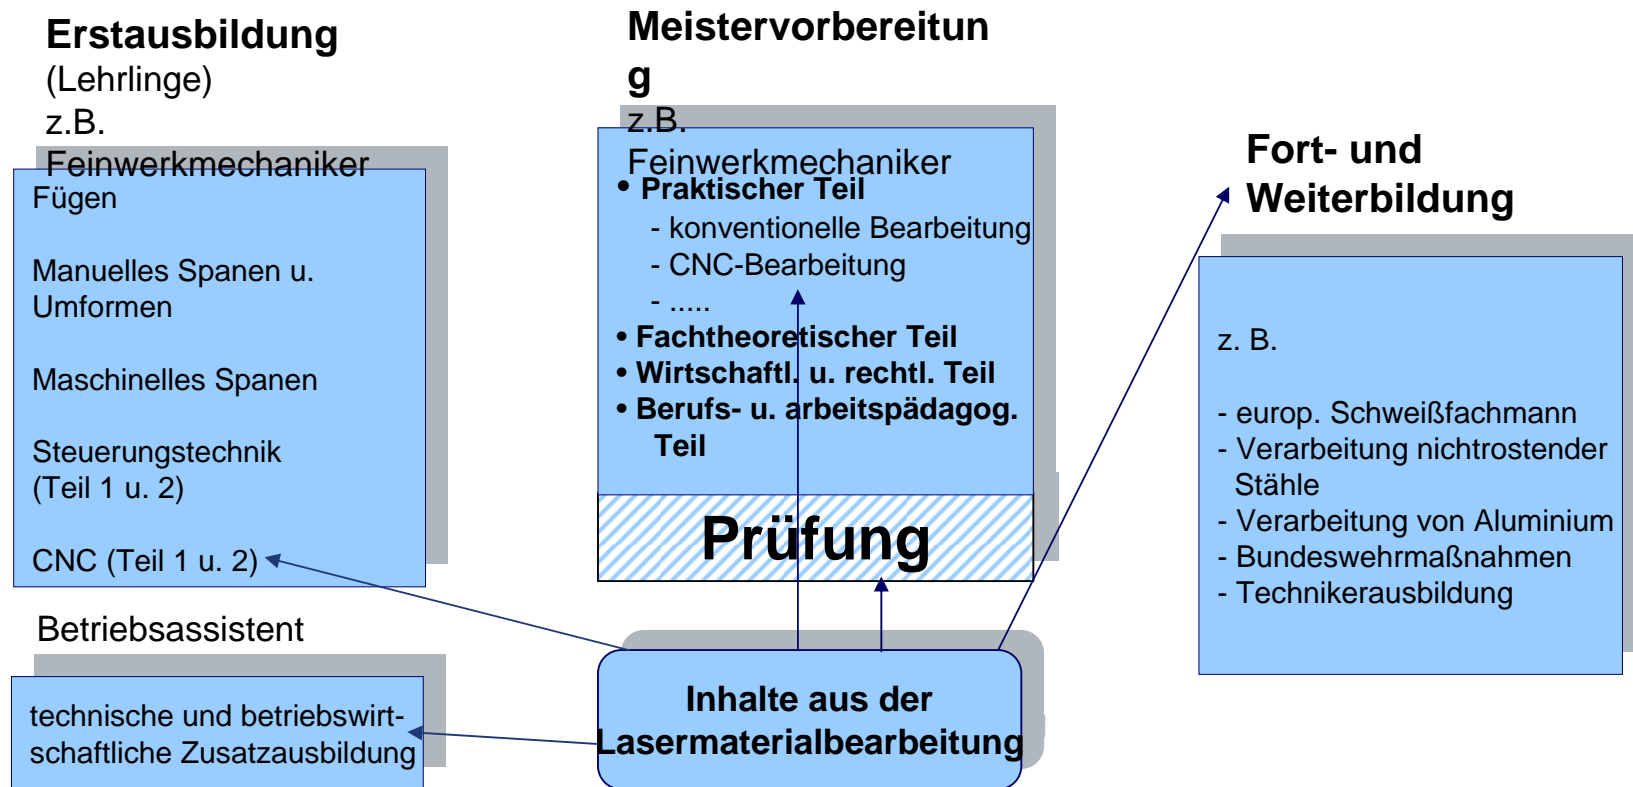 Erstausbildung
(Lehrlinge)
z.B.
Feinwerkmechaniker
Fügen
Manuelles Spanen u.
Umformen
Maschinelles Spanen
Steuerungstechnik
(Teil 1 u. 2)
CNC (Teil 1 u. 2)
Betriebsassistent
technische und betriebswirt-
schaftliche Zusatzausbildung
Meistervorbereitun
g
z.B.
Feinwerkmechaniker
• Praktischer Teil
- konventionelle Bearbeitung
- CNC-Bearbeitung
- .....
• Fachtheoretischer Teil
• Wirtschaftl. u. rechtl. Teil
• Berufs- u. arbeitspädagog.
Teil
Prüfung
Inhalte aus der
Lasermaterialbearbeitung
Fort- und
Weiterbildung
z. B.
- europ. Schweißfachmann
- Verarbeitung nichtrostender
Stähle
- Verarbeitung von Aluminium
- Bundeswehrmaßnahmen
- Technikerausbildung